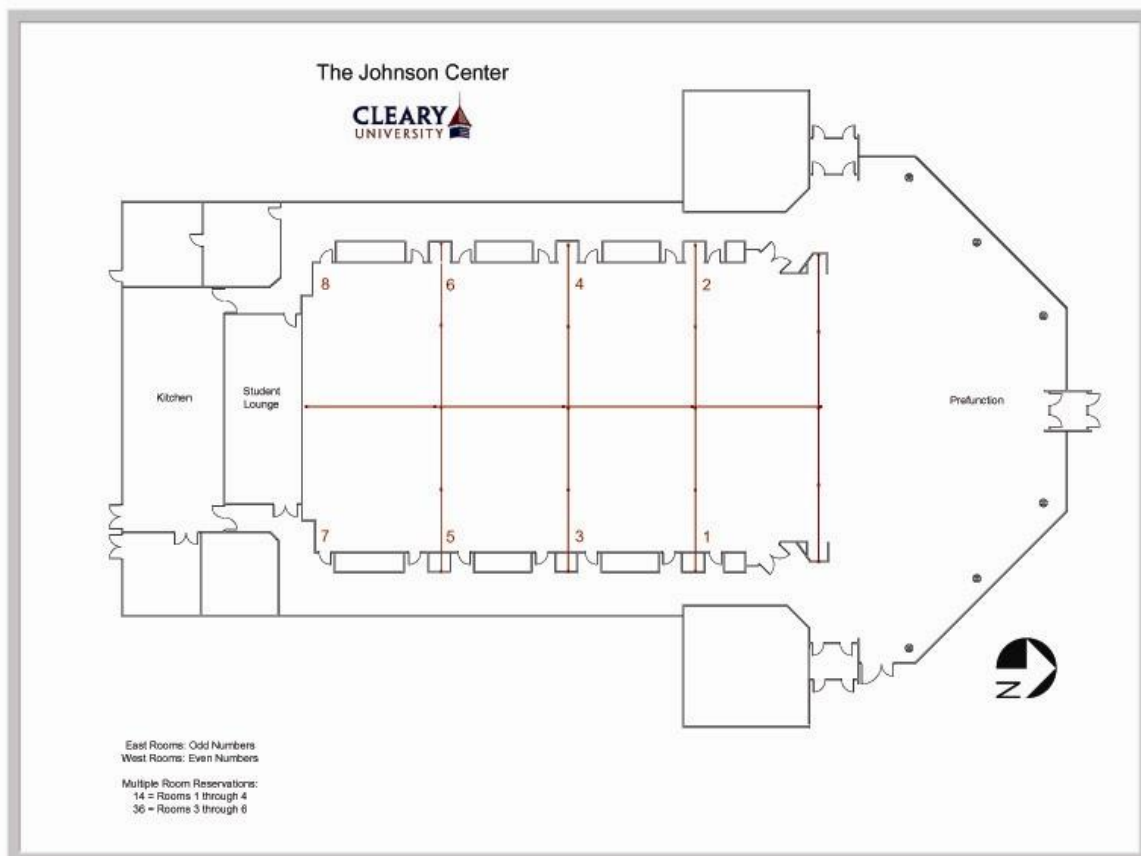 The Johnson Center
CLEARY
UNIVERSITY
8
6
4
2
Kitchen
Student
Lounge
Prefunction
7
5
3
1
N
East Rooms: Odd Numbers
West Rooms: Even Numbers
Multiple Room Reservations:
14 = Rooms 1 through 4
36 = Rooms 3 through 6